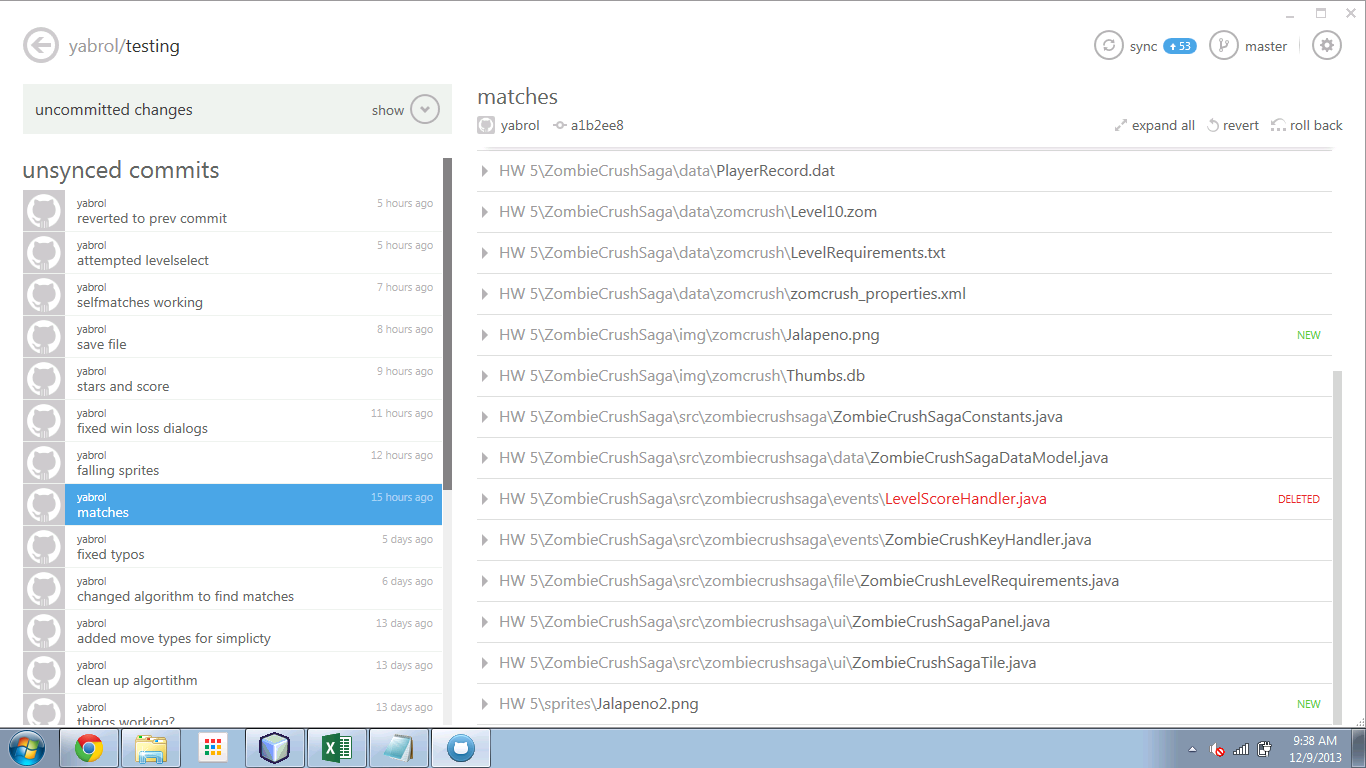 yabrol/testing
sync 53 master
uncommitted changes show
unsynced commits
yabrol 5 hours ago
reverted to prev commit
yabrol 5 hours ago
attempted levelselect
yabrol 7 hours ago
selfmatches working
yabrol 8 hours ago
save file
yabrol 9 hours ago
stars and score
yabrol 11 hours ago
fixed win loss dialogs
yabrol 12 hours ago
falling sprites
yabrol 15 hours ago
matches
yabrol 5 days ago
fixed typos
yabrol 6 days ago
changed algorithm to find matches
yabrol 13 days ago
added move types for simplicty
yabrol 13 days ago
clean up algortithm
yabrol 13 days ago
things working?
matches
yabrol a1b2ee8 expand all revert roll back
HW 5\ZombieCrushSaga\data\PlayerRecord.dat
HW 5\ZombieCrushSaga\data\zomcrush\Level10.zom
HW 5\ZombieCrushSaga\data\zomcrush\LevelRequirements.txt
HW 5\ZombieCrushSaga\data\zomcrush\zomcrush_properties.xml
HW 5\ZombieCrushSaga\img\zomcrush\Jalapeno.png NEW
HW 5\ZombieCrushSaga\img\zomcrush\Thumbs.db
HW 5\ZombieCrushSaga\src\zombiecrushsaga\ZombieCrushSagaConstants.java
HW 5\ZombieCrushSaga\src\zombiecrushsaga\data\ZombieCrushSagaDataModel.java
HW 5\ZombieCrushSaga\src\zombiecrushsaga\events\LevelScoreHandler.java DELETED
HW 5\ZombieCrushSaga\src\zombiecrushsaga\events\ZombieCrushKeyHandler.java
HW 5\ZombieCrushSaga\src\zombiecrushsaga\file\ZombieCrushLevelRequirements.java
HW 5\ZombieCrushSaga\src\zombiecrushsaga\ui\ZombieCrushSagaPanel.java
HW 5\ZombieCrushSaga\src\zombiecrushsaga\ui\ZombieCrushSagaTile.java
HW 5\sprites\Jalapeno2.png NEW
9:38 AM
12/9/2013